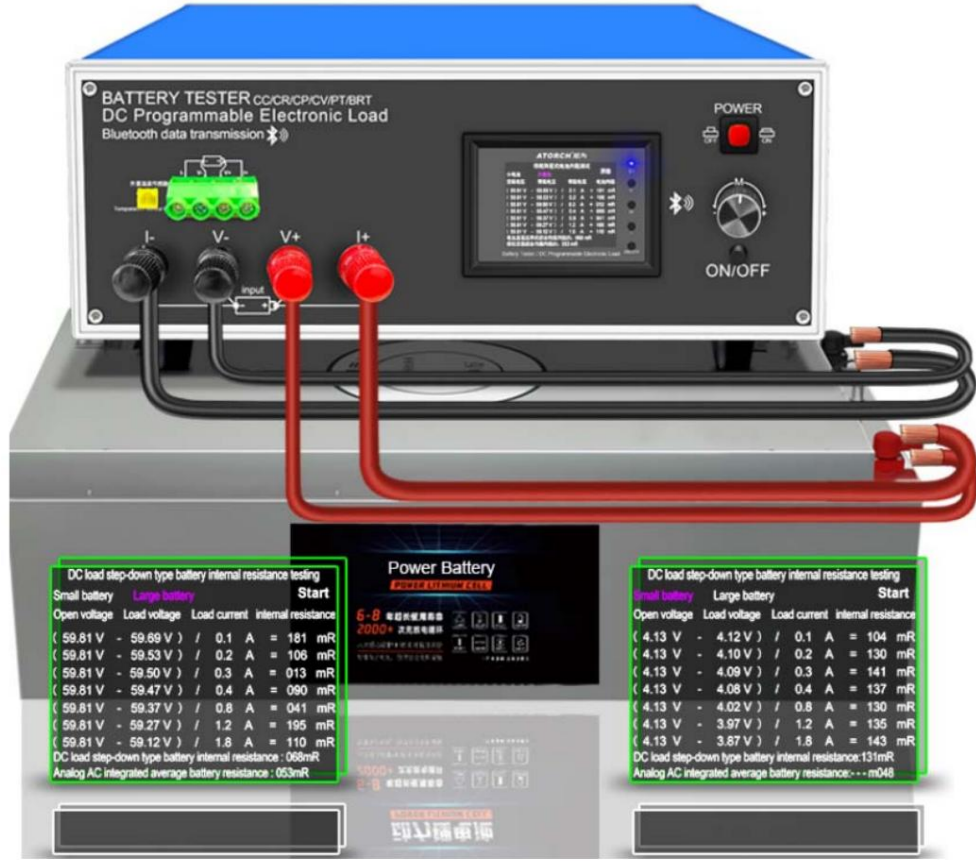 BATTERY TESTER CC/CR/CP/CV/PT/BRT
DC Programmable Electronic Load
Bluetooth data transmission
POWER
OFF
ON
ATORCH
M
-
+
ON/OFF
I-
V-
V+
I+
input
- +
Battery Tester / DC Programmable Electronic Load
Power Battery
POWER LITHIUM CELL
6-8
2000+ 次充放电循环
DC load step-down type battery internal resistance testing
Small battery Large battery Start
Open voltage Load voltage Load current internal resistance
( 59.81 V - 59.69 V ) / 0.1 A = 181 mR
( 59.81 V - 59.53 V ) / 0.2 A = 106 mR
( 59.81 V - 59.50 V ) / 0.3 A = 013 mR
( 59.81 V - 59.47 V ) / 0.4 A = 090 mR
( 59.81 V - 59.37 V ) / 0.8 A = 041 mR
( 59.81 V - 59.27 V ) / 1.2 A = 195 mR
( 59.81 V - 59.12 V ) / 1.8 A = 110 mR
DC load step-down type battery internal resistance : 068mR
Analog AC integrated average battery resistance : 053mR
DC load step-down type battery internal resistance testing
Small battery Large battery Start
Open voltage Load voltage Load current internal resistance
( 4.13 V - 4.12 V ) / 0.1 A = 104 mR
( 4.13 V - 4.10 V ) / 0.2 A = 130 mR
( 4.13 V - 4.09 V ) / 0.3 A = 141 mR
( 4.13 V - 4.08 V ) / 0.4 A = 137 mR
( 4.13 V - 4.02 V ) / 0.8 A = 130 mR
( 4.13 V - 3.97 V ) / 1.2 A = 135 mR
( 4.13 V - 3.87 V ) / 1.8 A = 143 mR
DC load step-down type battery internal resistance:131mR
Analog AC integrated average battery resistance:---m048